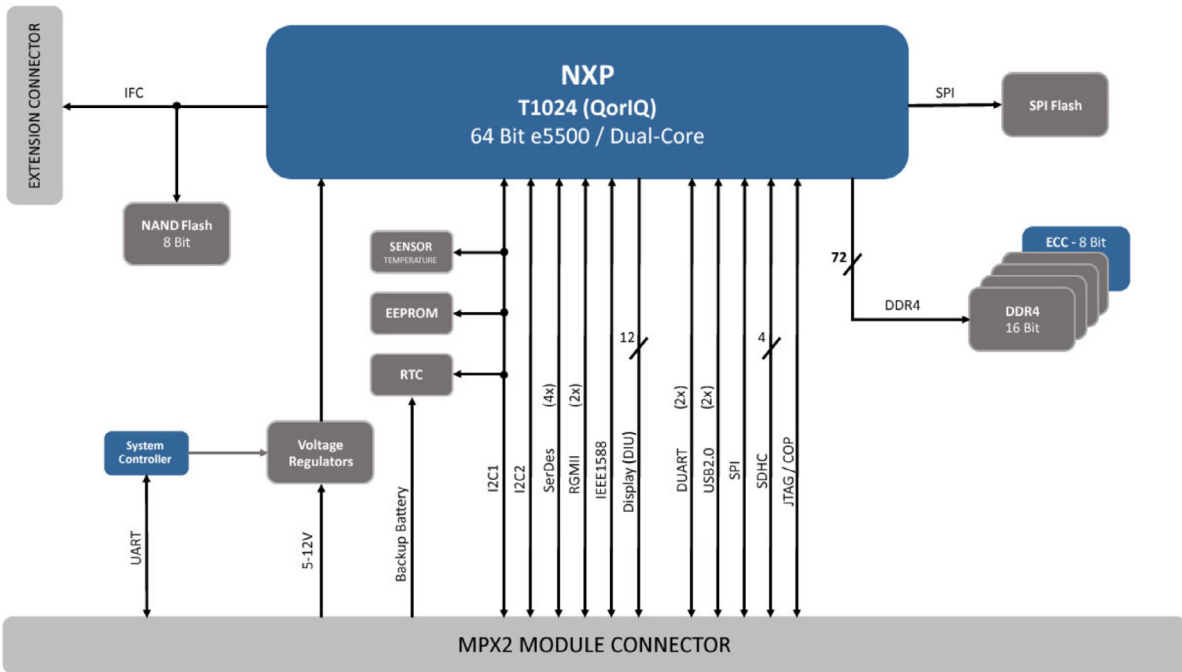 EXTENSION CONNECTOR
IFC
NXP
T1024 (QorIQ)
64 Bit e5500 / Dual-Core
SPI
SPI Flash
NAND Flash
8 Bit
SENSOR
TEMPERATURE
EEPROM
RTC
72
ECC - 8 Bit
DDR4
DDR4
16 Bit
System
Controller
Voltage
Regulators
UART
5-12V
Backup Battery
I2C1
I2C2
SerDes (4x)
RGMII (2x)
IEEE1588
12
Display (DIU)
DUART (2x)
USB2.0 (2x)
SPI
4
SDHC
JTAG / COP
MPX2 MODULE CONNECTOR